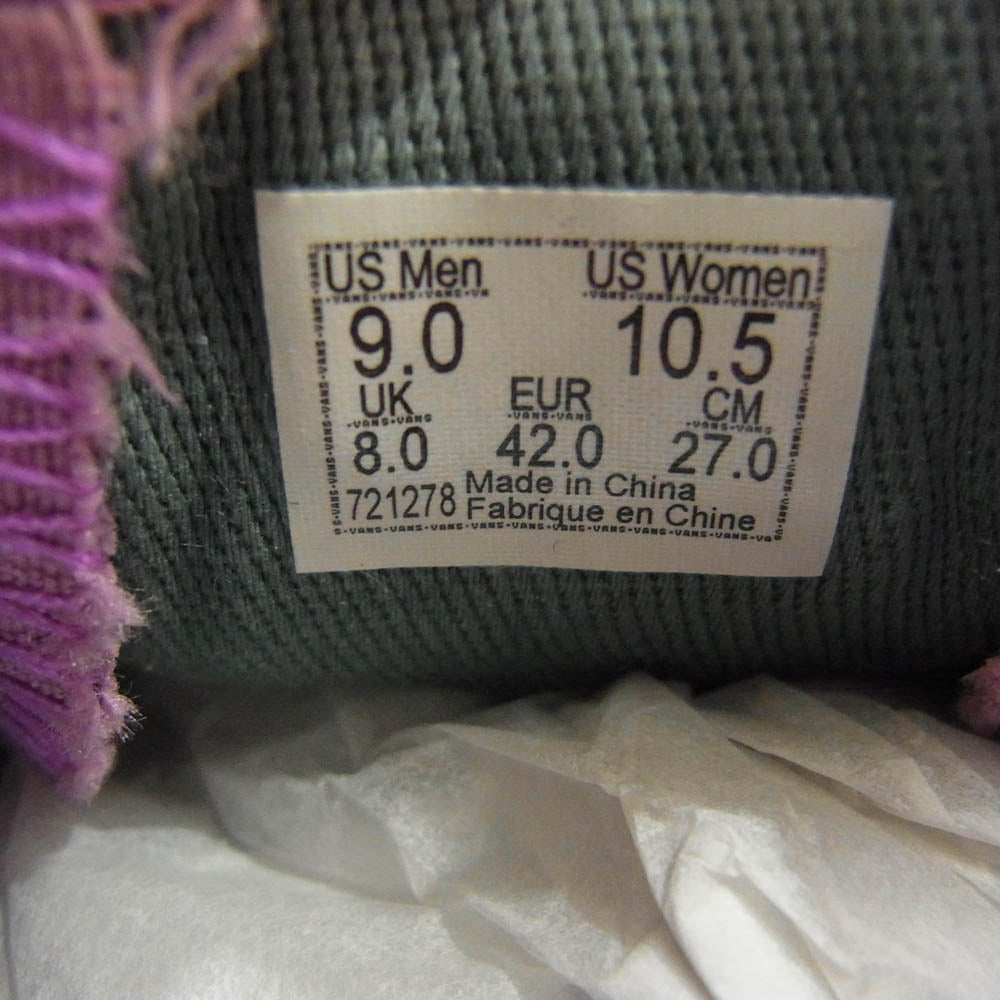 US Men US Women
9.0 10.5
UK EUR CM
8.0 42.0 27.0
721278 Made in China
Fabrique en Chine